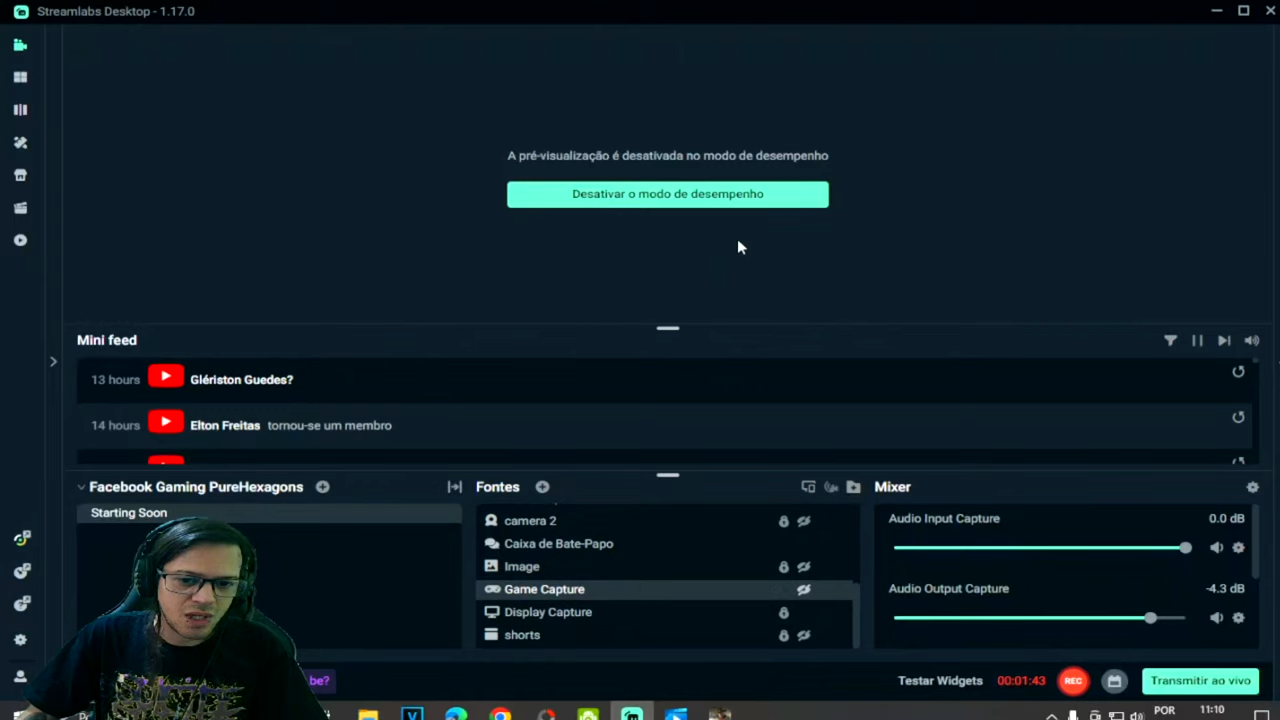 Streamlabs Desktop - 1.17.0
A pré-visualização é desativada no modo de desempenho
Desativar o modo de desempenho
Mini feed
13 hours Glériston Guedes?
14 hours Elton Freitas tornou-se um membro
Facebook Gaming PureHexagons
Starting Soon
Fontes
camera 2
Caixa de Bate-Papo
Image
Game Capture
Display Capture
shorts
Mixer
Audio Input Capture 0.0 dB
Audio Output Capture -4.3 dB
be?
Testar Widgets 00:01:43 REC Transmitir ao vivo
POR 11:10